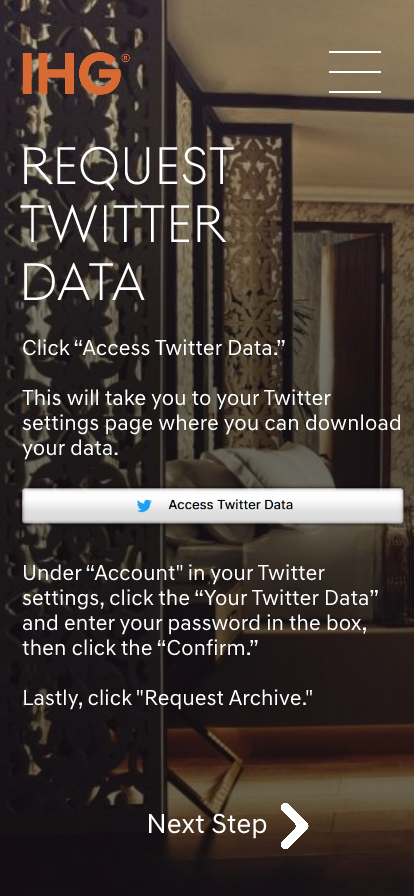 IHG®
REQUEST
TWITTER
DATA
Click “Access Twitter Data.”
This will take you to your Twitter
settings page where you can download
your data.
Access Twitter Data
Under “Account" in your Twitter
settings, click the “Your Twitter Data”
and enter your password in the box,
then click the “Confirm.”
Lastly, click "Request Archive."
Next Step